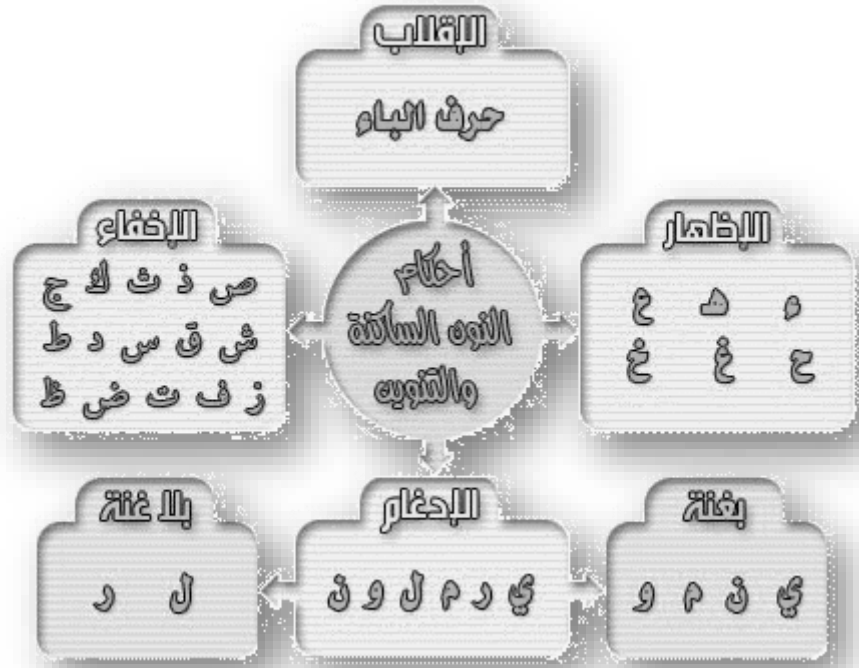 الإقلاب
حرف الباء
الإظهار
ء هـ ع
ح غ خ
أحكام
النون الساكنة
والتنوين
الإخفاء
ص ذ ث ك ج
ش ق س د ط
ز ف ت ض ظ
بغنة
ي ن م و
الإدغام
ي ر م ل و ن
بلا غنة
ل ر